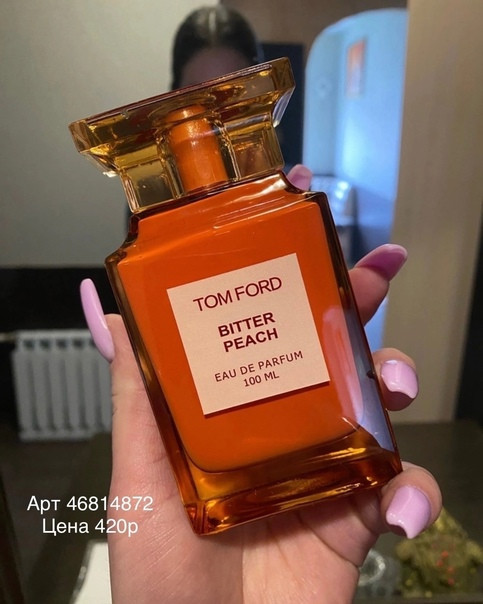 TOM FORD
BITTER
PEACH
EAU DE PARFUM
100 ML
Арт 46814872
Цена 420р